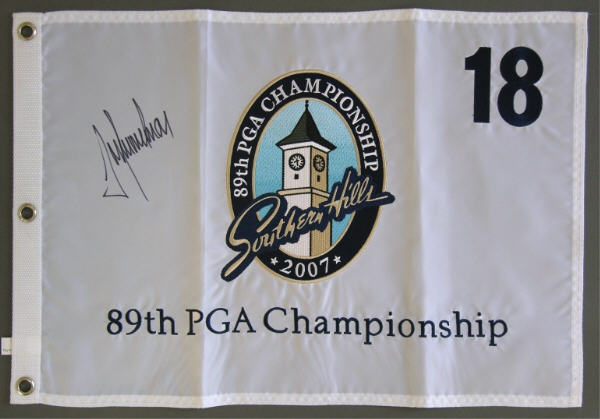 18
89th PGA CHAMPIONSHIP
Southern Hills
2007
89th PGA Championship